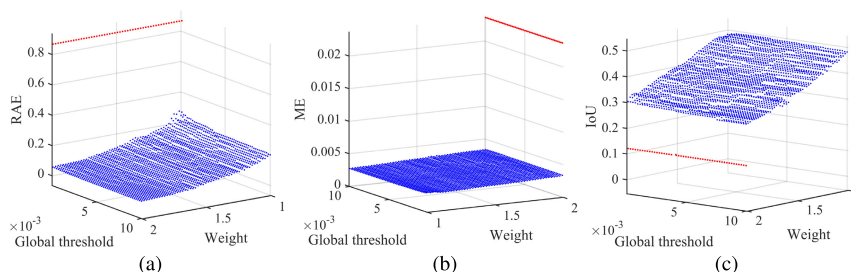 RAE
0.8
0.6
0.4
0.2
0
×10⁻³
5
10
2
1.5
1
Global threshold
Weight
(a)
ME
0.02
0.015
0.01
0.005
0
10
×10⁻³
5
1
1.5
2
Global threshold
Weight
(b)
IoU
0.5
0.4
0.3
0.2
0.1
0
×10⁻³
5
10
2
1.5
Global threshold
Weight
(c)